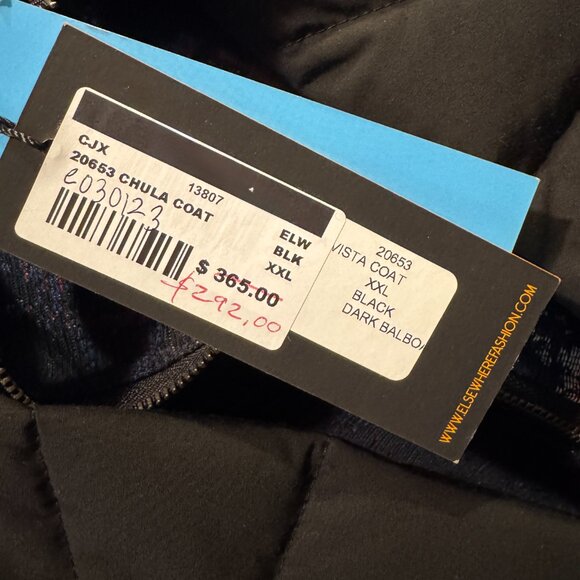 CJX 13807
20653 CHULA COAT ELW
e030123 BLK
XXL
$ 365.00
$292.00
20653
VISTA COAT
XXL
BLACK
DARK BALBO
WWW.ELSEWHEREFASHION.COM